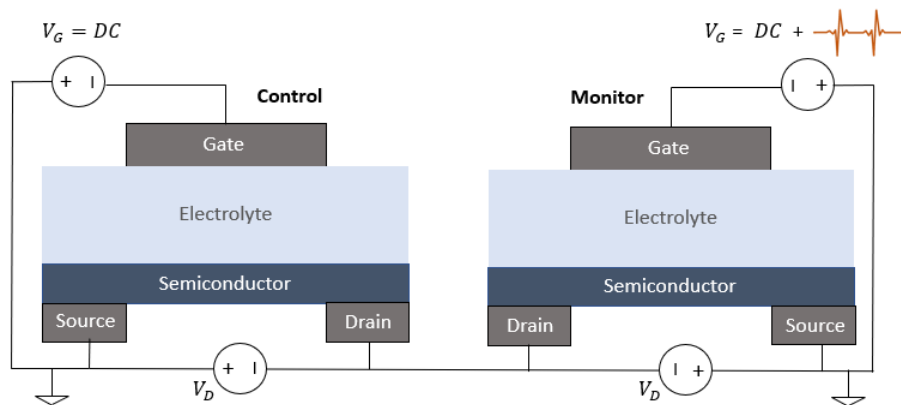 V_G = DC
V_G = DC +
Control
Monitor
+ I
I +
Gate
Gate
Electrolyte
Electrolyte
Semiconductor
Semiconductor
Source
Drain
Drain
Source
+ I
I +
V_D
V_D